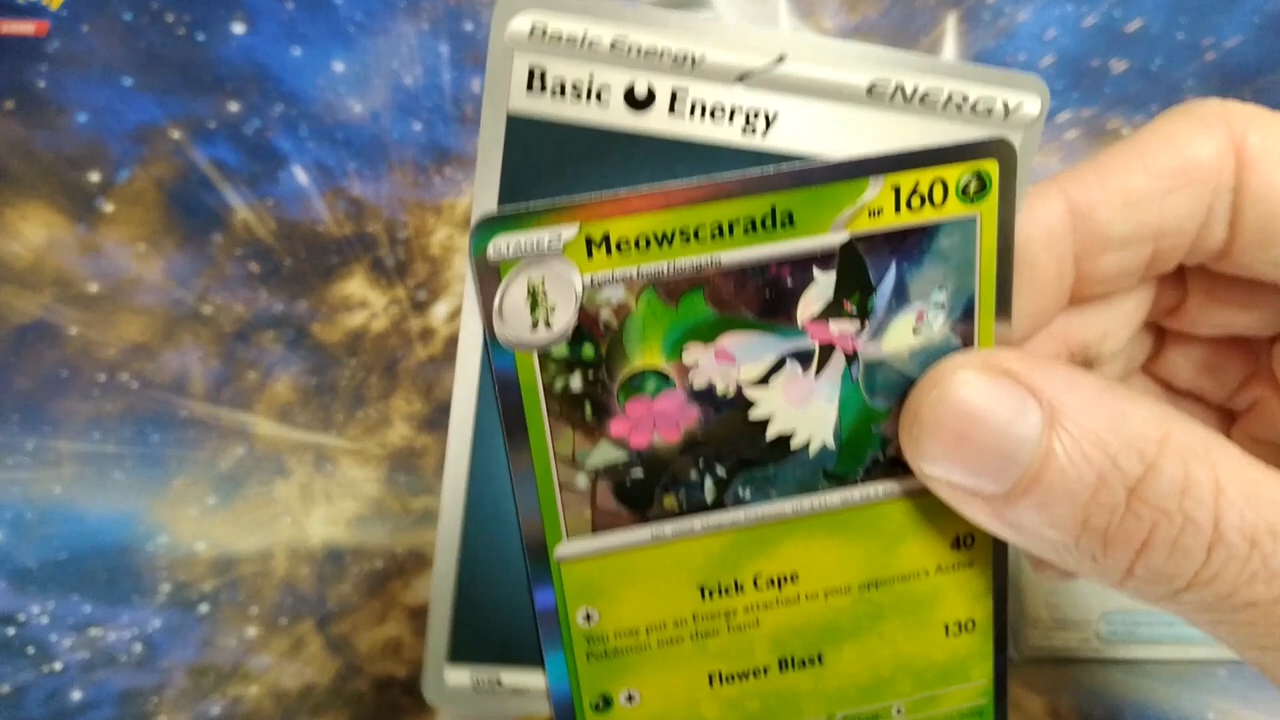 Basic Energy
ENERGY
Basic Energy
STAGE 2
Meowscarada
HP 160
Evolves from Floragato
Trick Cape
40
You may put an Energy attached to your opponent's Active
Pokémon into their hand.
Flower Blast
130